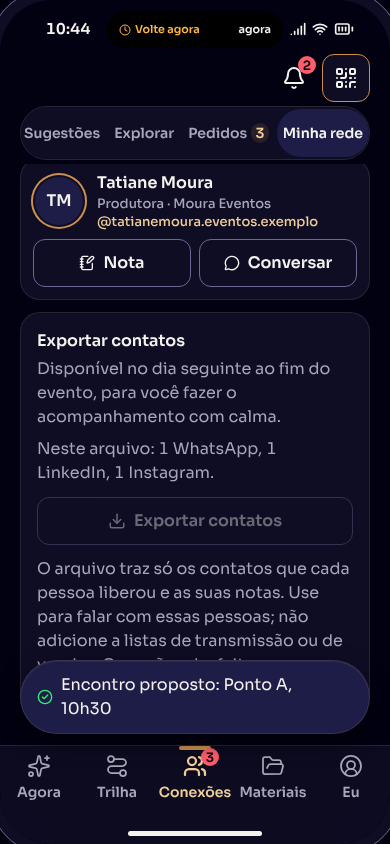 10:44
Volte agora
agora
2
Sugestões Explorar Pedidos 3 Minha rede
TM
Tatiane Moura
Produtora · Moura Eventos
@tatianemoura.eventos.exemplo
Nota
Conversar
Exportar contatos
Disponível no dia seguinte ao fim do
evento, para você fazer o
acompanhamento com calma.
Neste arquivo: 1 WhatsApp, 1
LinkedIn, 1 Instagram.
Exportar contatos
O arquivo traz só os contatos que cada
pessoa liberou e as suas notas. Use
para falar com essas pessoas; não
adicione a listas de transmissão ou de
Encontro proposto: Ponto A,
10h30
3
Agora Trilha Conexões Materiais Eu